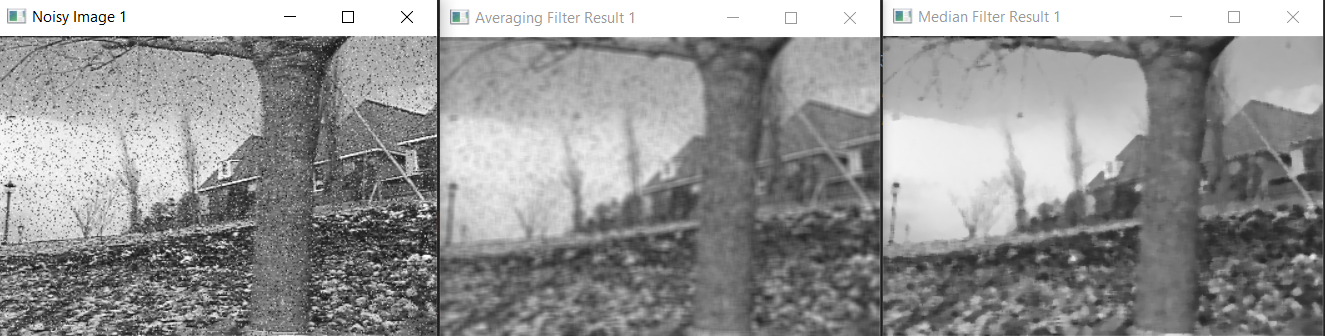 Noisy Image 1
Averaging Filter Result 1
Median Filter Result 1